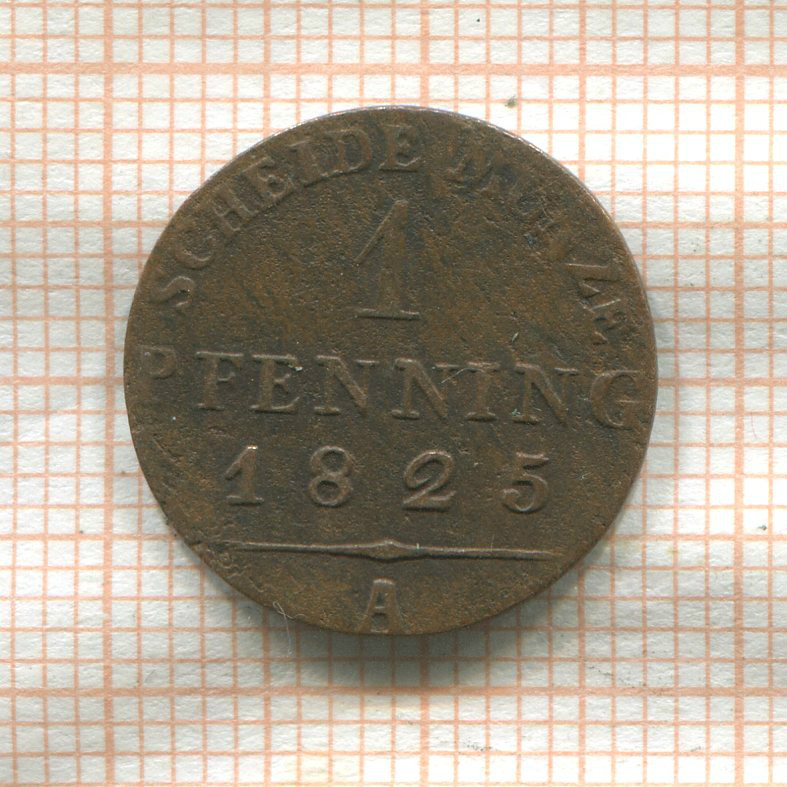 SCHEIDE MÜNZE
1
PFENNING
1825
A